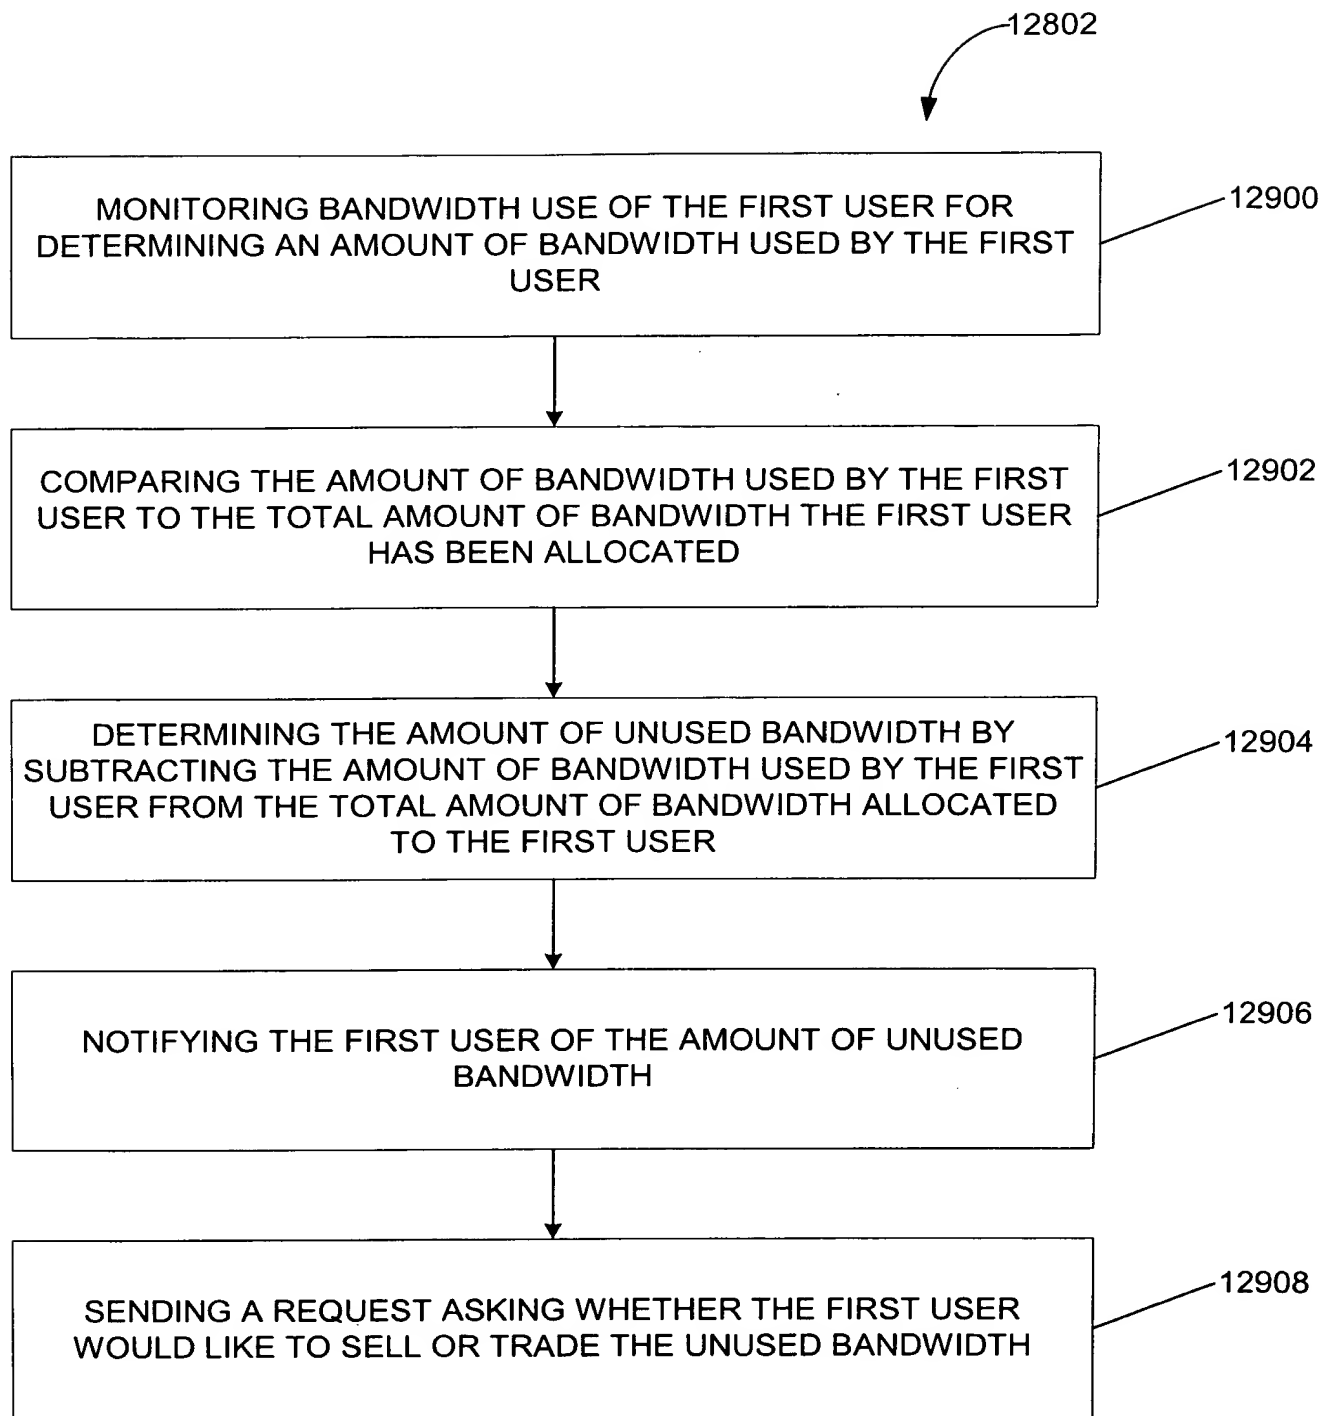 12802
MONITORING BANDWIDTH USE OF THE FIRST USER FOR
DETERMINING AN AMOUNT OF BANDWIDTH USED BY THE FIRST
USER
12900
COMPARING THE AMOUNT OF BANDWIDTH USED BY THE FIRST
USER TO THE TOTAL AMOUNT OF BANDWIDTH THE FIRST USER
HAS BEEN ALLOCATED
12902
DETERMINING THE AMOUNT OF UNUSED BANDWIDTH BY
SUBTRACTING THE AMOUNT OF BANDWIDTH USED BY THE FIRST
USER FROM THE TOTAL AMOUNT OF BANDWIDTH ALLOCATED
TO THE FIRST USER
12904
NOTIFYING THE FIRST USER OF THE AMOUNT OF UNUSED
BANDWIDTH
12906
SENDING A REQUEST ASKING WHETHER THE FIRST USER
WOULD LIKE TO SELL OR TRADE THE UNUSED BANDWIDTH
12908